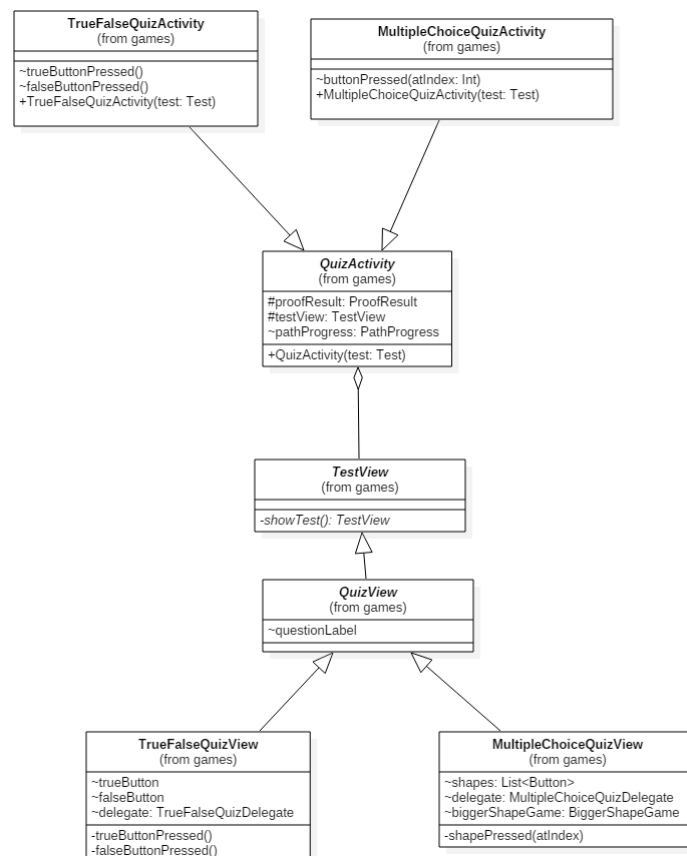 TrueFalseQuizActivity
(from games)
~trueButtonPressed()
~falseButtonPressed()
+TrueFalseQuizActivity(test: Test)
MultipleChoiceQuizActivity
(from games)
~buttonPressed(atIndex: Int)
+MultipleChoiceQuizActivity(test: Test)
QuizActivity
(from games)
#proofResult: ProofResult
#testView: TestView
~pathProgress: PathProgress
+QuizActivity(test: Test)
TestView
(from games)
-showTest(): TestView
QuizView
(from games)
~questionLabel
TrueFalseQuizView
(from games)
~trueButton
~falseButton
~delegate: TrueFalseQuizDelegate
-trueButtonPressed()
-falseButtonPressed()
MultipleChoiceQuizView
(from games)
~shapes: List<Button>
~delegate: MultipleChoiceQuizDelegate
~biggerShapeGame: BiggerShapeGame
-shapePressed(atIndex)